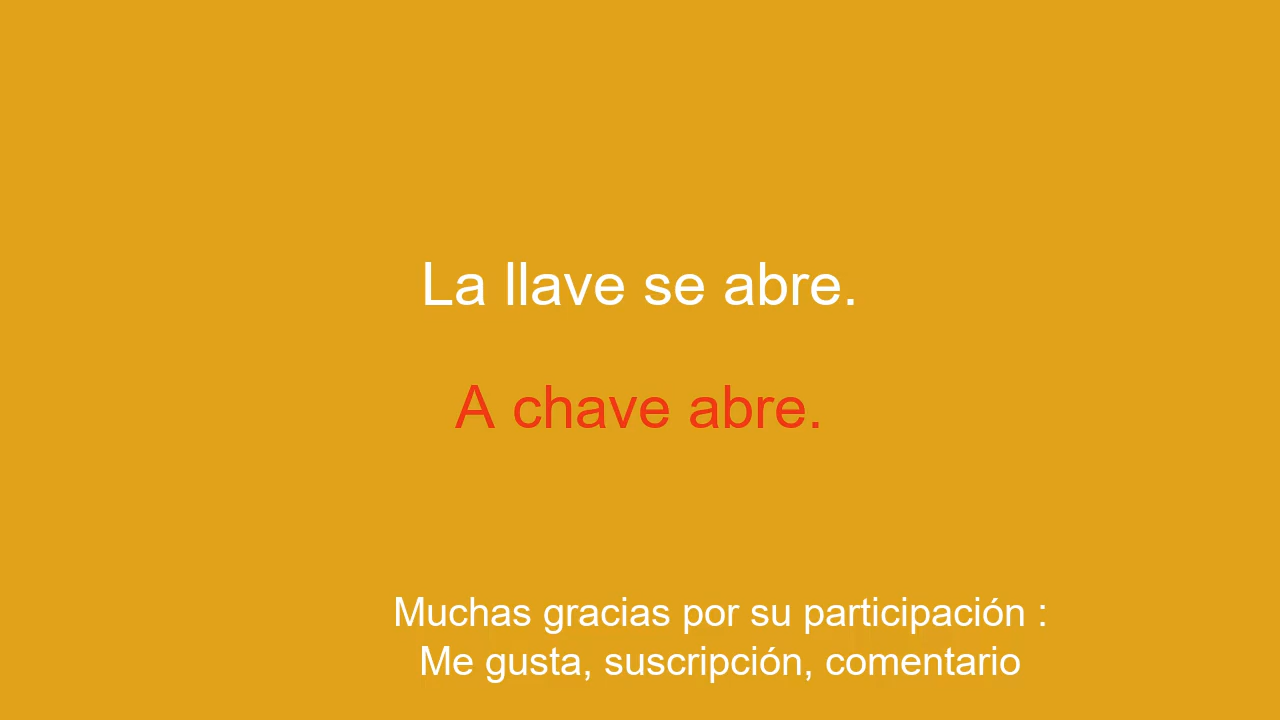 La llave se abre.
A chave abre.
Muchas gracias por su participación :
Me gusta, suscripción, comentario